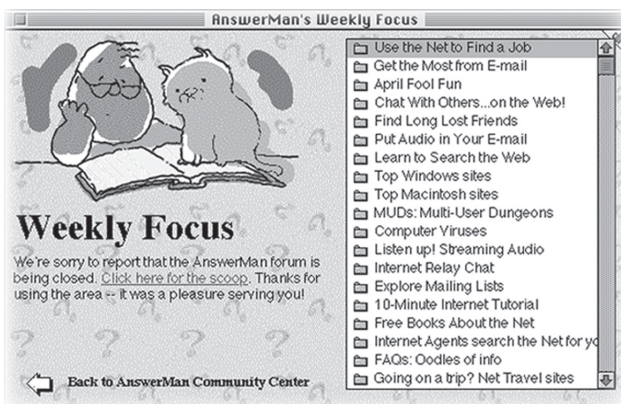 AnswerMan's Weekly Focus
Weekly Focus
We're sorry to report that the AnswerMan forum is
being closed. Click here for the scoop. Thanks for
using the area -- it was a pleasure serving you!
Back to AnswerMan Community Center
Use the Net to Find a Job
Get the Most from E-mail
April Fool Fun
Chat With Others...on the Web!
Find Long Lost Friends
Put Audio in Your E-mail
Learn to Search the Web
Top Windows sites
Top Macintosh sites
MUDs: Multi-User Dungeons
Computer Viruses
Listen up! Streaming Audio
Internet Relay Chat
Explore Mailing Lists
10-Minute Internet Tutorial
Free Books About the Net
Internet Agents search the Net for yo
FAQs: Oodles of info
Going on a trip? Net Travel sites